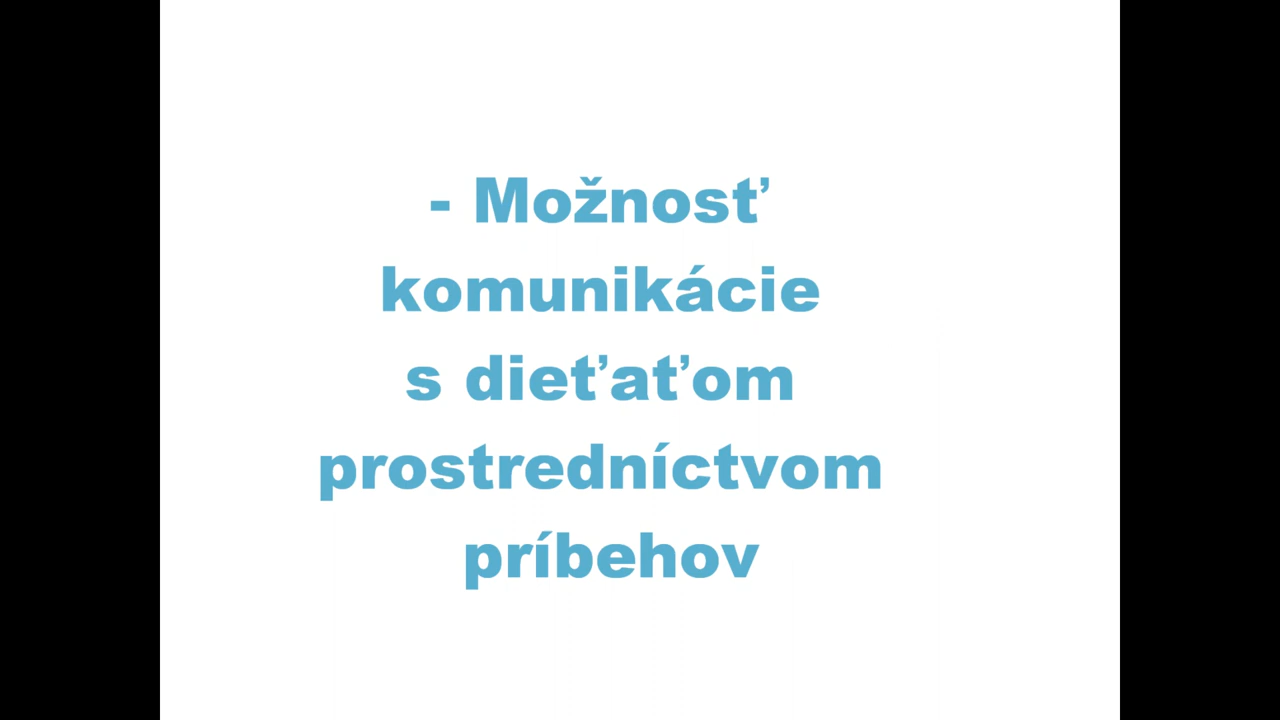 - Možnosť
komunikácie
s dieťaťom
prostredníctvom
príbehov